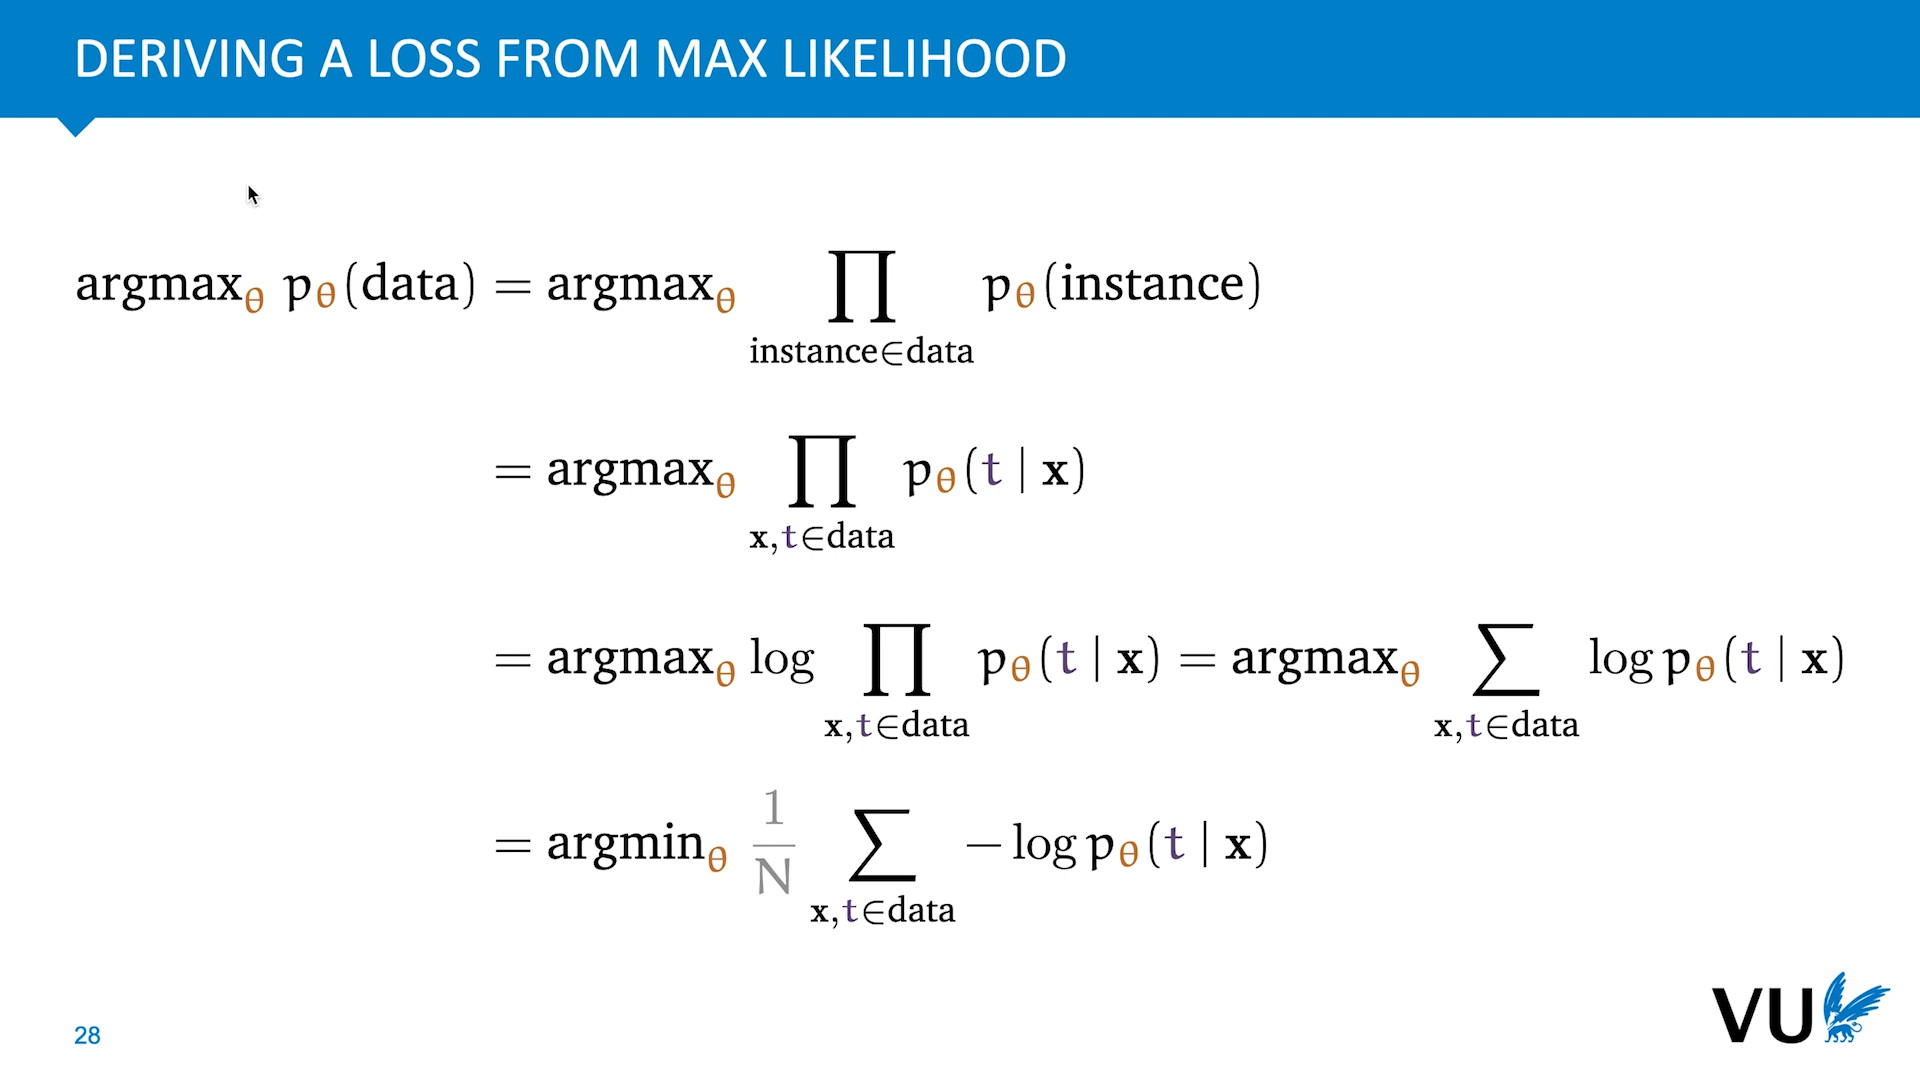 DERIVING A LOSS FROM MAX LIKELIHOOD
argmax_θ p_θ(data) = argmax_θ ∏_{instance∈data} p_θ(instance)
= argmax_θ ∏_{x,t∈data} p_θ(t | x)
= argmax_θ log ∏_{x,t∈data} p_θ(t | x) = argmax_θ ∑_{x,t∈data} log p_θ(t | x)
= argmin_θ 1/N ∑_{x,t∈data} − log p_θ(t | x)
28
VU